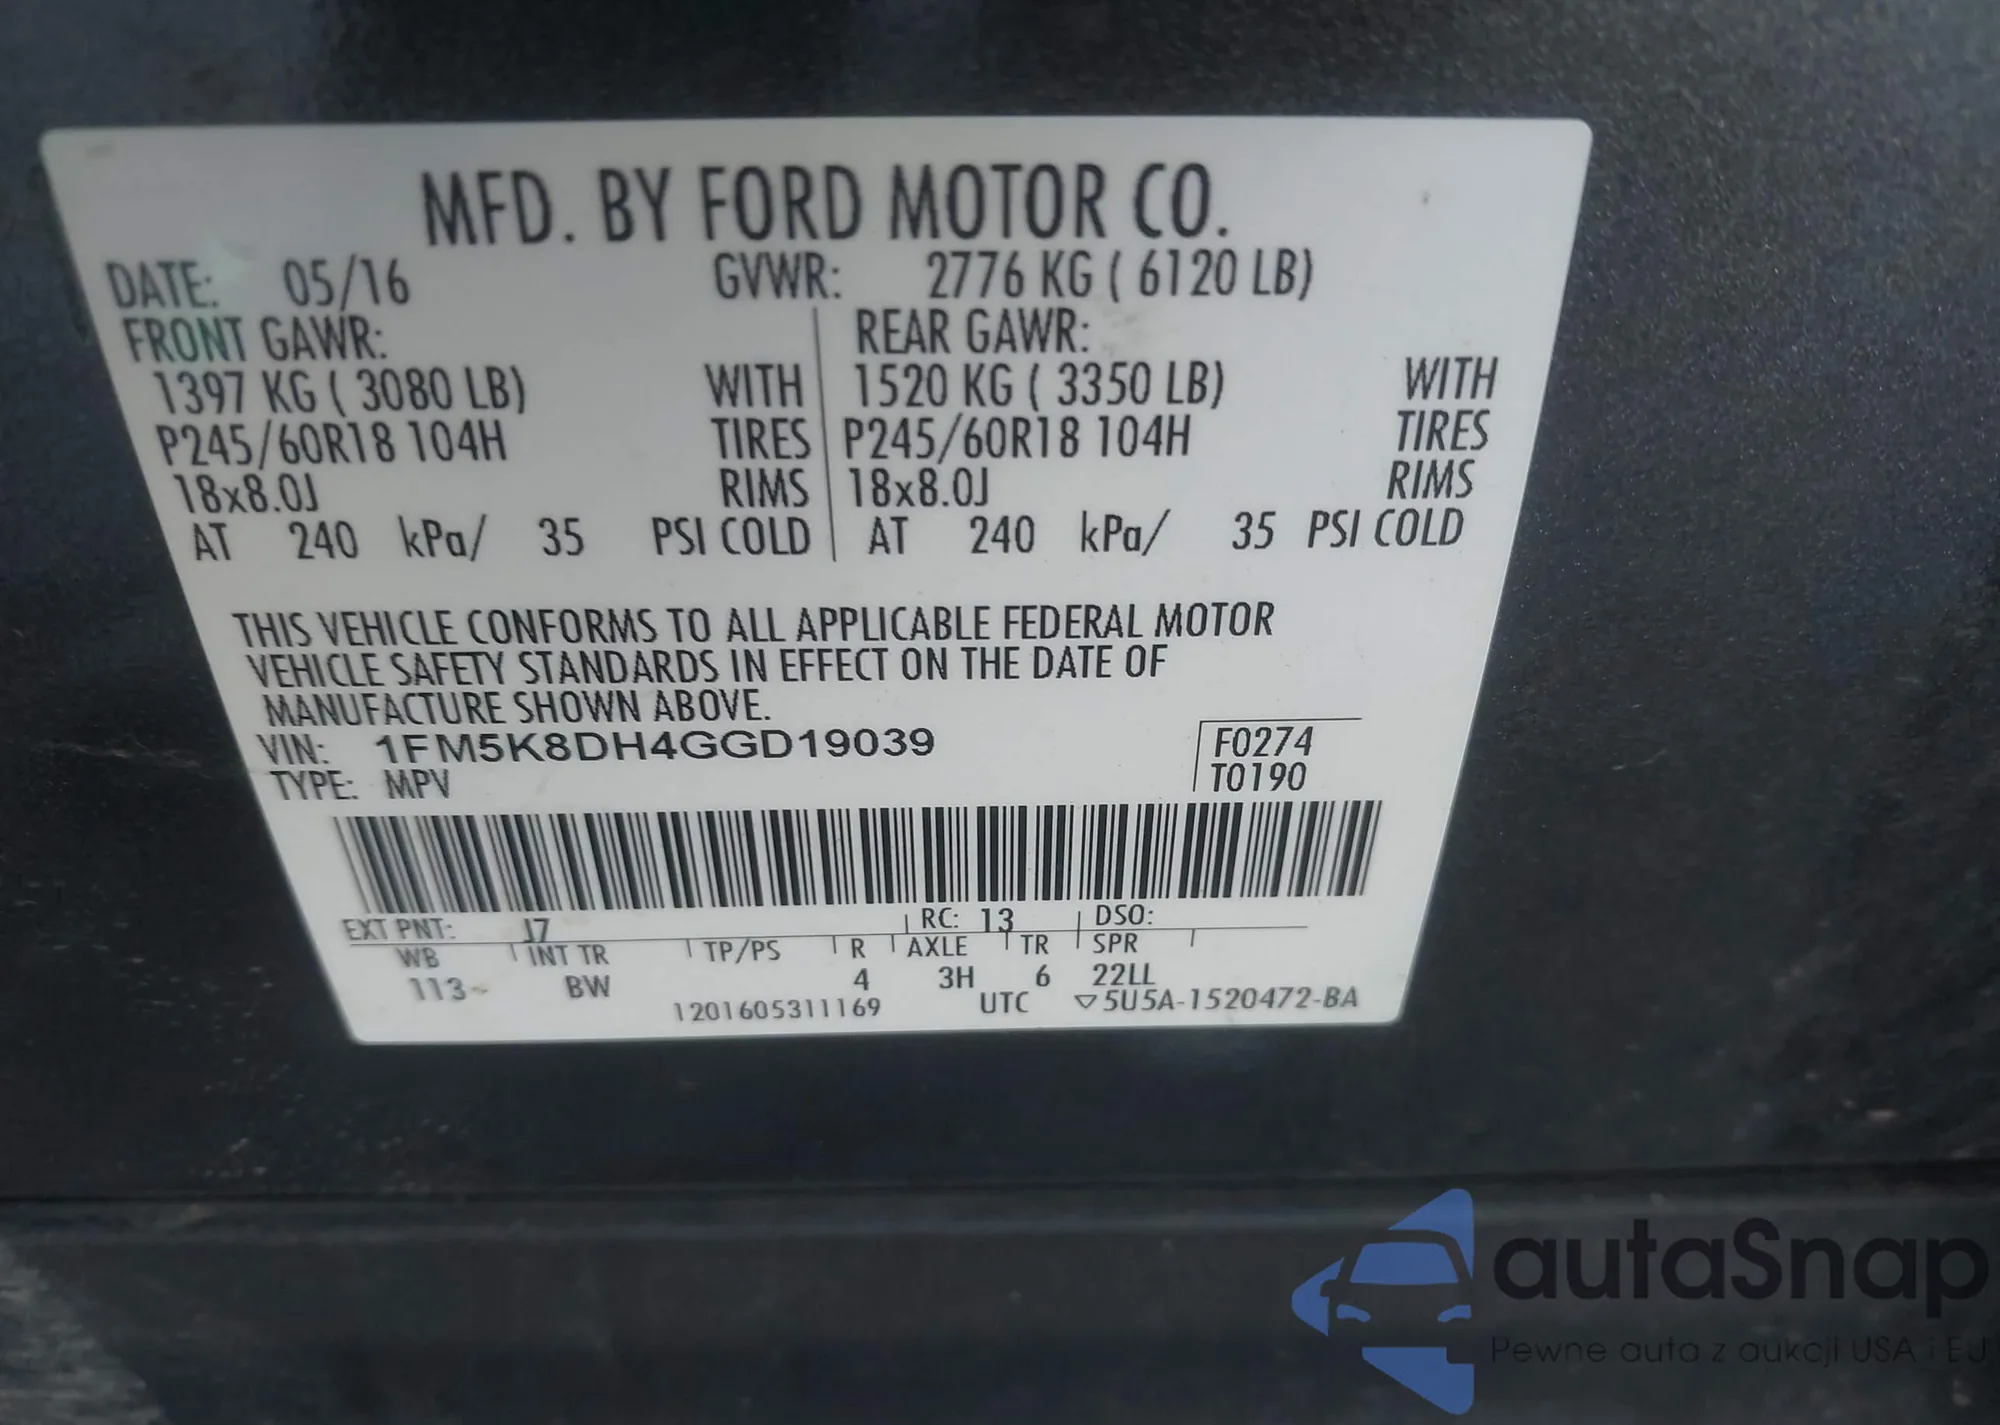 MFD. BY FORD MOTOR CO.
DATE: 05/16 GVWR: 2776 KG ( 6120 LB)
FRONT GAWR: REAR GAWR:
1397 KG ( 3080 LB) WITH 1520 KG ( 3350 LB) WITH
P245/60R18 104H TIRES P245/60R18 104H TIRES
18x8.0J RIMS 18x8.0J RIMS
AT 240 kPa/ 35 PSI COLD AT 240 kPa/ 35 PSI COLD
THIS VEHICLE CONFORMS TO ALL APPLICABLE FEDERAL MOTOR
VEHICLE SAFETY STANDARDS IN EFFECT ON THE DATE OF
MANUFACTURE SHOWN ABOVE.
VIN: 1FM5K8DH4GGD19039 F0274
TYPE: MPV T0190
EXT PNT: J7 RC: 13 DSO:
WB INT TR TP/PS R AXLE TR SPR
113~ BW 4 3H 6 22LL
1201605311169 UTC ▽5U5A-1520472-BA
autaSnap
Pewne auta z aukcji USA i EU